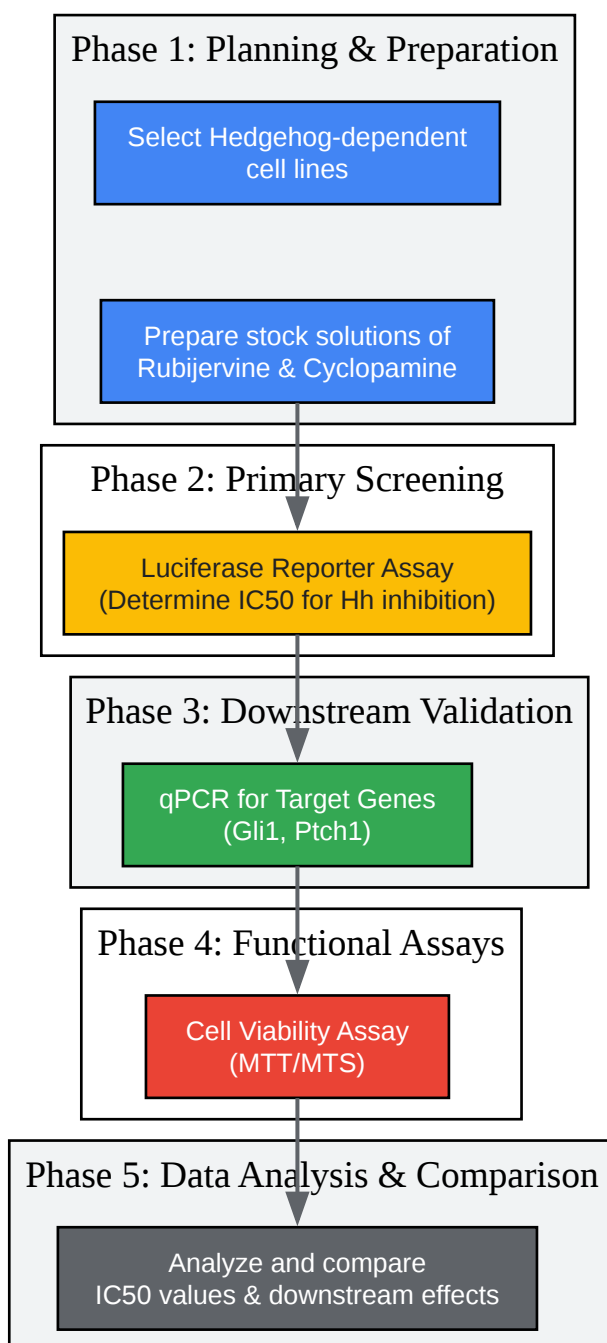 Phase 1: Planning & Preparation
Select Hedgehog-dependent
cell lines
Prepare stock solutions of
Rubijervine & Cyclopamine
Phase 2: Primary Screening
Luciferase Reporter Assay
(Determine IC50 for Hh inhibition)
Phase 3: Downstream Validation
qPCR for Target Genes
(Gli1, Ptch1)
Phase 4: Functional Assays
Cell Viability Assay
(MTT/MTS)
Phase 5: Data Analysis & Comparison
Analyze and compare
IC50 values & downstream effects